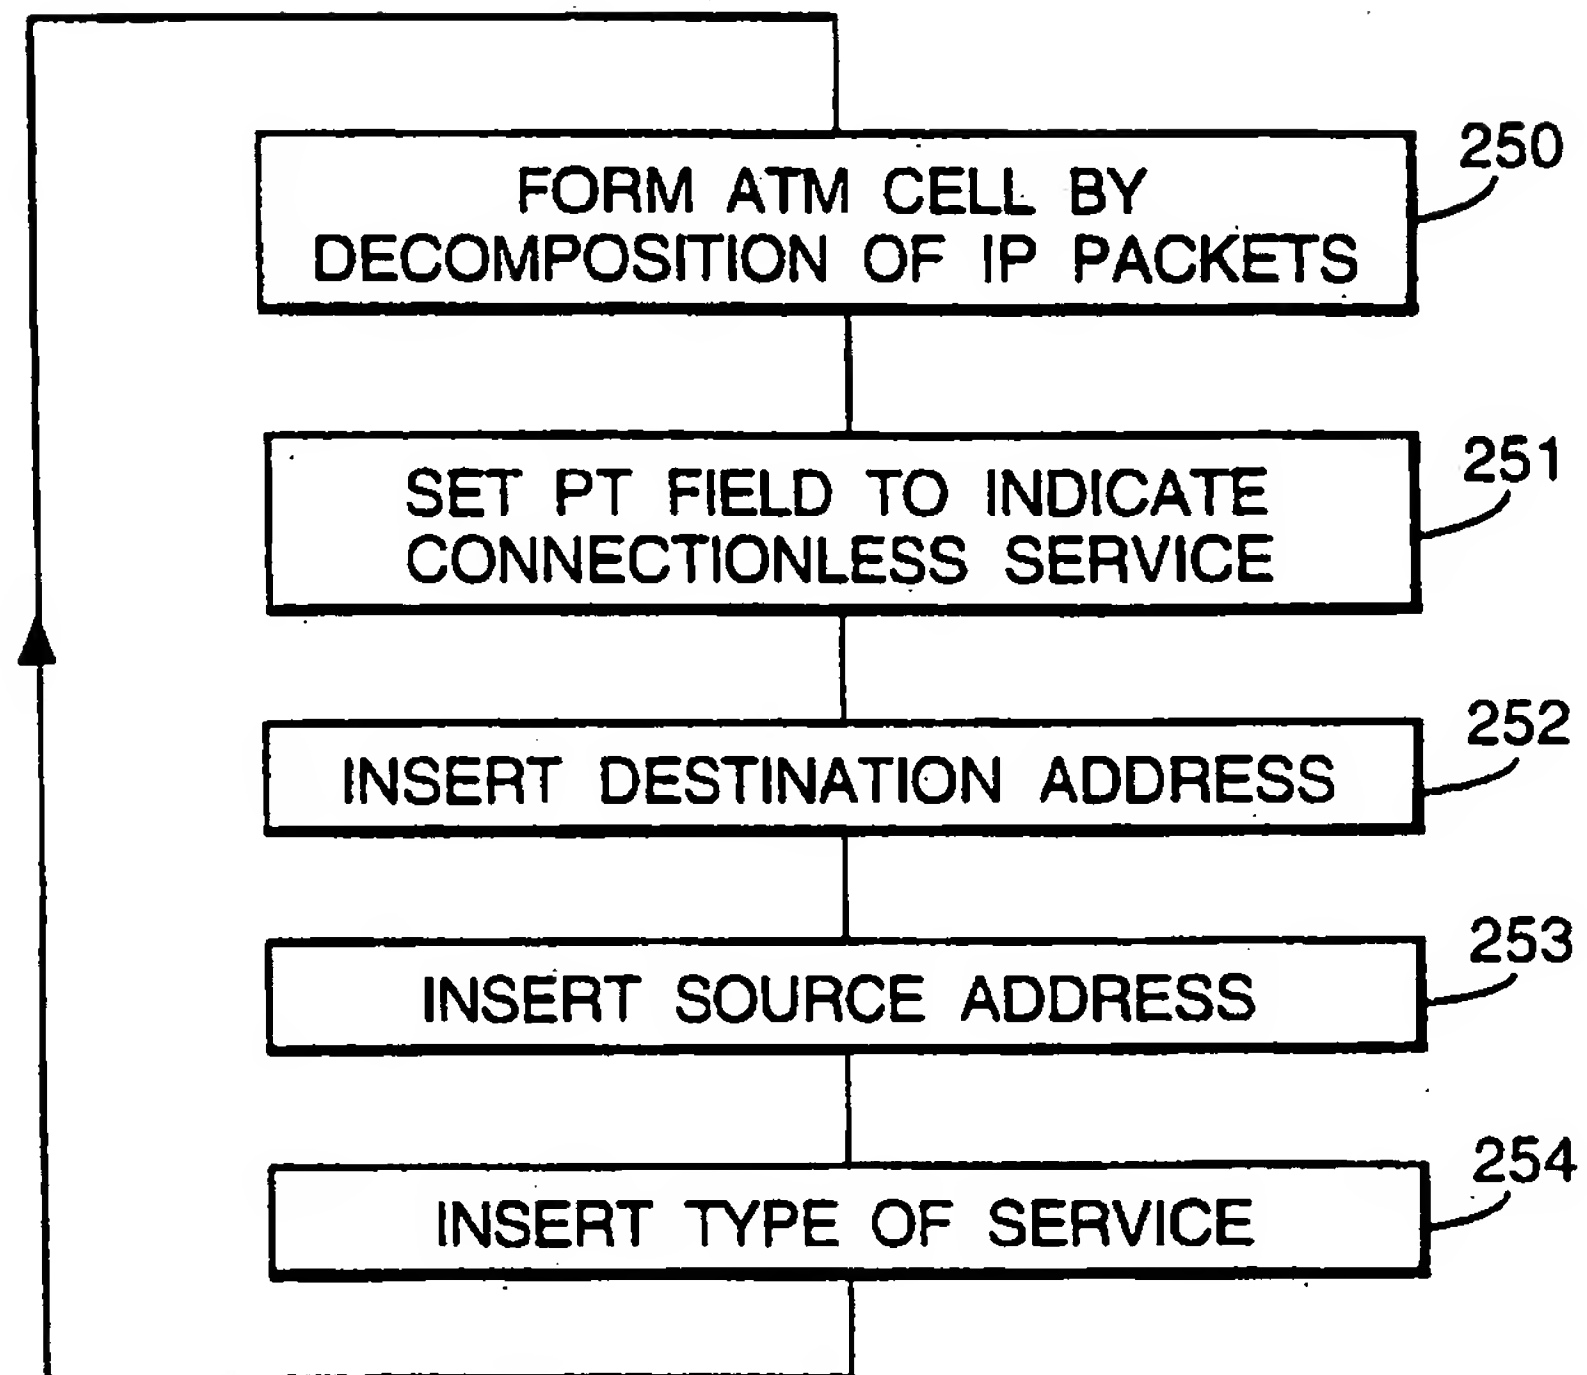 250
FORM ATM CELL BY
DECOMPOSITION OF IP PACKETS
251
SET PT FIELD TO INDICATE
CONNECTIONLESS SERVICE
252
INSERT DESTINATION ADDRESS
253
INSERT SOURCE ADDRESS
254
INSERT TYPE OF SERVICE